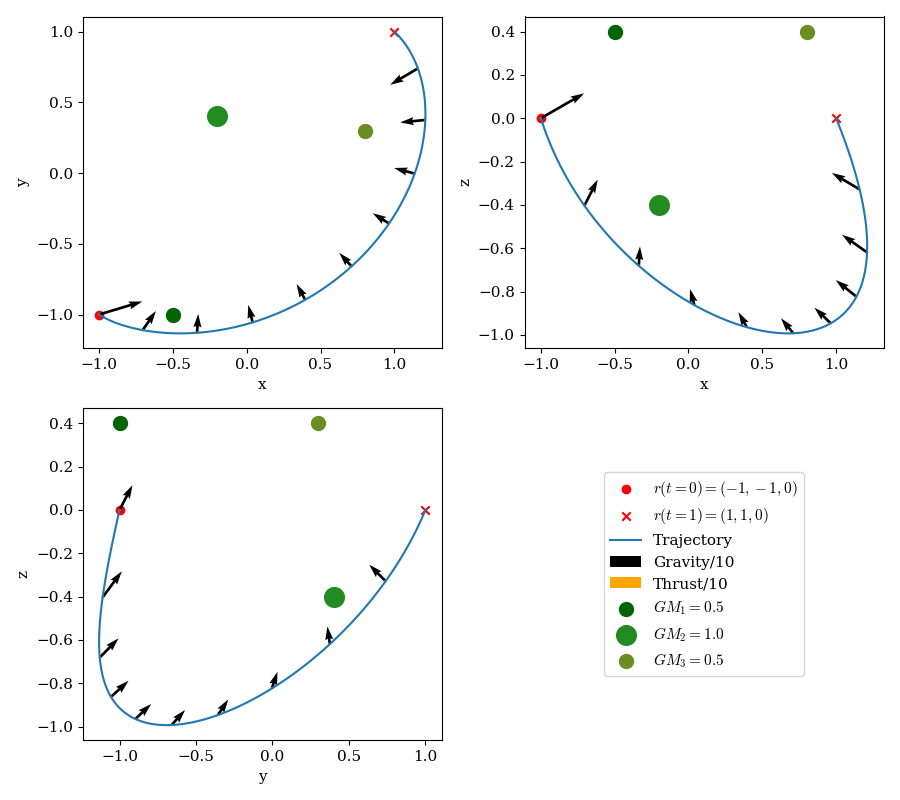 1.0
0.5
0.0
−0.5
−1.0
y
−1.0 −0.5 0.0 0.5 1.0
x
0.4
0.2
0.0
−0.2
−0.4
−0.6
−0.8
−1.0
z
−1.0 −0.5 0.0 0.5 1.0
x
0.4
0.2
0.0
−0.2
−0.4
−0.6
−0.8
−1.0
z
−1.0 −0.5 0.0 0.5 1.0
y
r(t = 0) = (−1, −1, 0)
r(t = 1) = (1, 1, 0)
Trajectory
Gravity/10
Thrust/10
GM₁ = 0.5
GM₂ = 1.0
GM₃ = 0.5